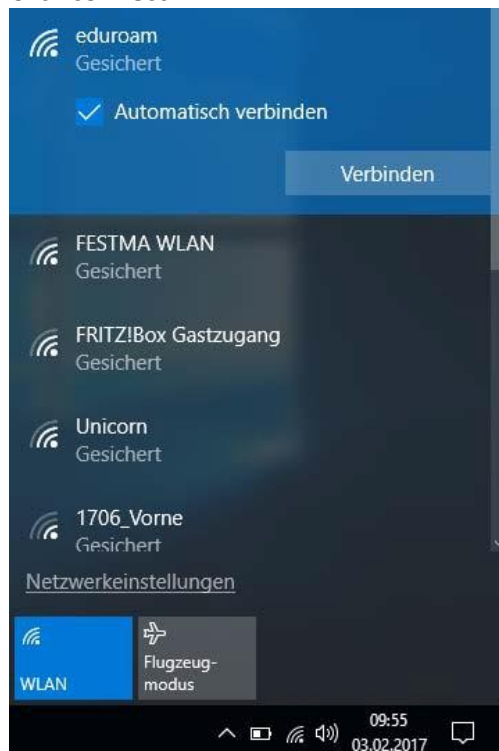 eduroam
Gesichert
Automatisch verbinden
Verbinden
FESTMA WLAN
Gesichert
FRITZ!Box Gastzugang
Gesichert
Unicorn
Gesichert
1706_Vorne
Gesichert
Netzwerkeinstellungen
WLAN
Flugzeug-
modus
09:55
03.02.2017